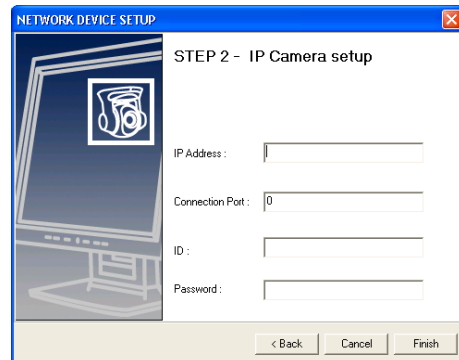 NETWORK DEVICE SETUP
STEP 2 - IP Camera setup
IP Address :
Connection Port : 0
ID :
Password :
< Back Cancel Finish